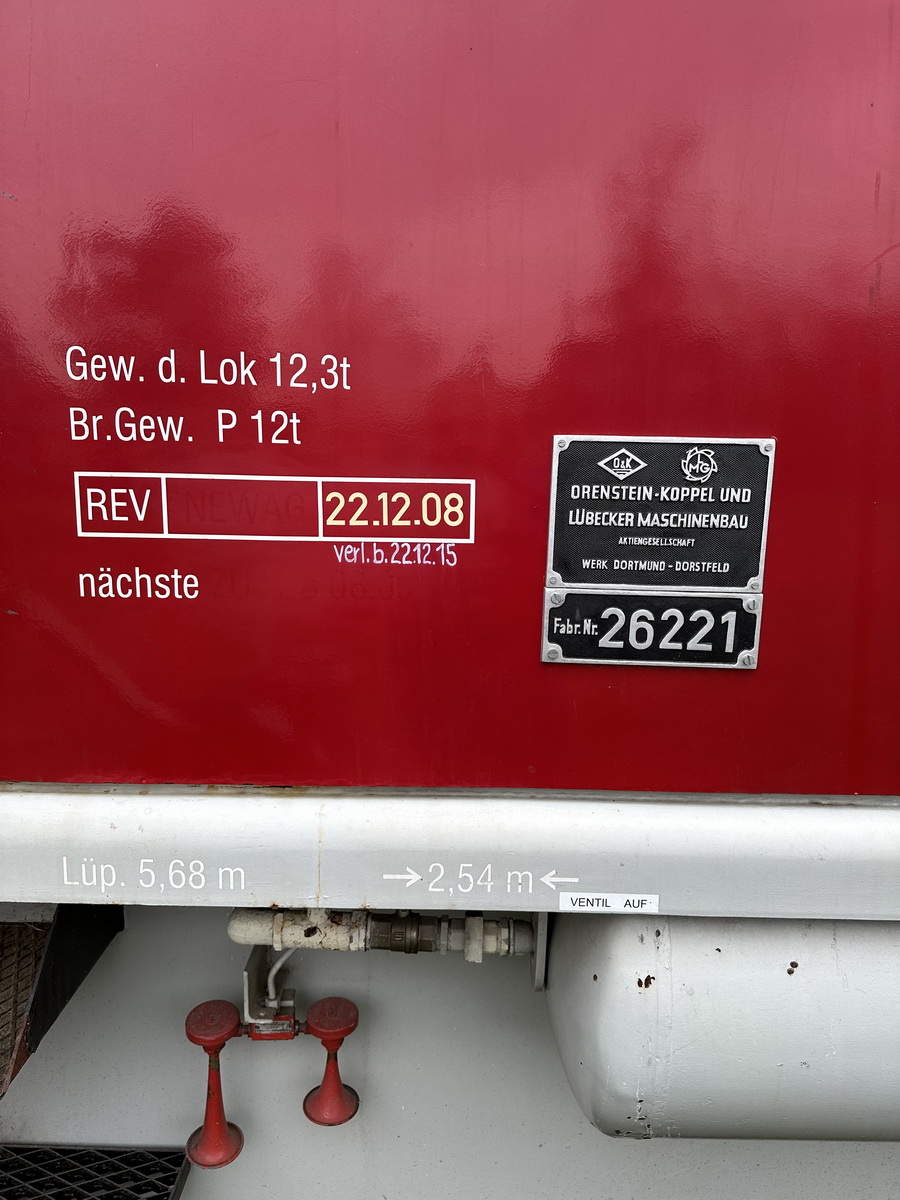 Gew. d. Lok 12,3t
Br.Gew. P 12t
REV NEWAG 22.12.08
verl.b.22.12.15
nächste
O&K MG
ORENSTEIN-KOPPEL UND
LÜBECKER MASCHINENBAU
AKTIENGESELLSCHAFT
WERK DORTMUND - DORSTFELD
Fabr.Nr. 26221
Lüp. 5,68 m →2,54 m←
VENTIL AUF